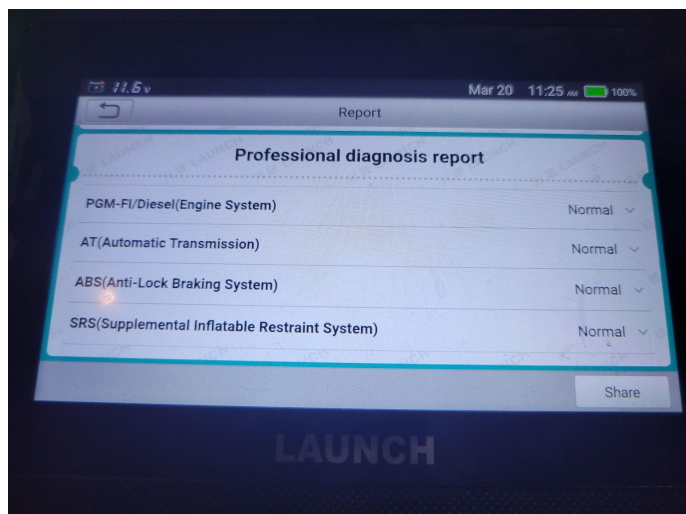 11.6v Mar 20 11:25 AM 100%
Report
Professional diagnosis report
PGM-FI/Diesel(Engine System) Normal
AT(Automatic Transmission) Normal
ABS(Anti-Lock Braking System) Normal
SRS(Supplemental Inflatable Restraint System) Normal
Share
LAUNCH